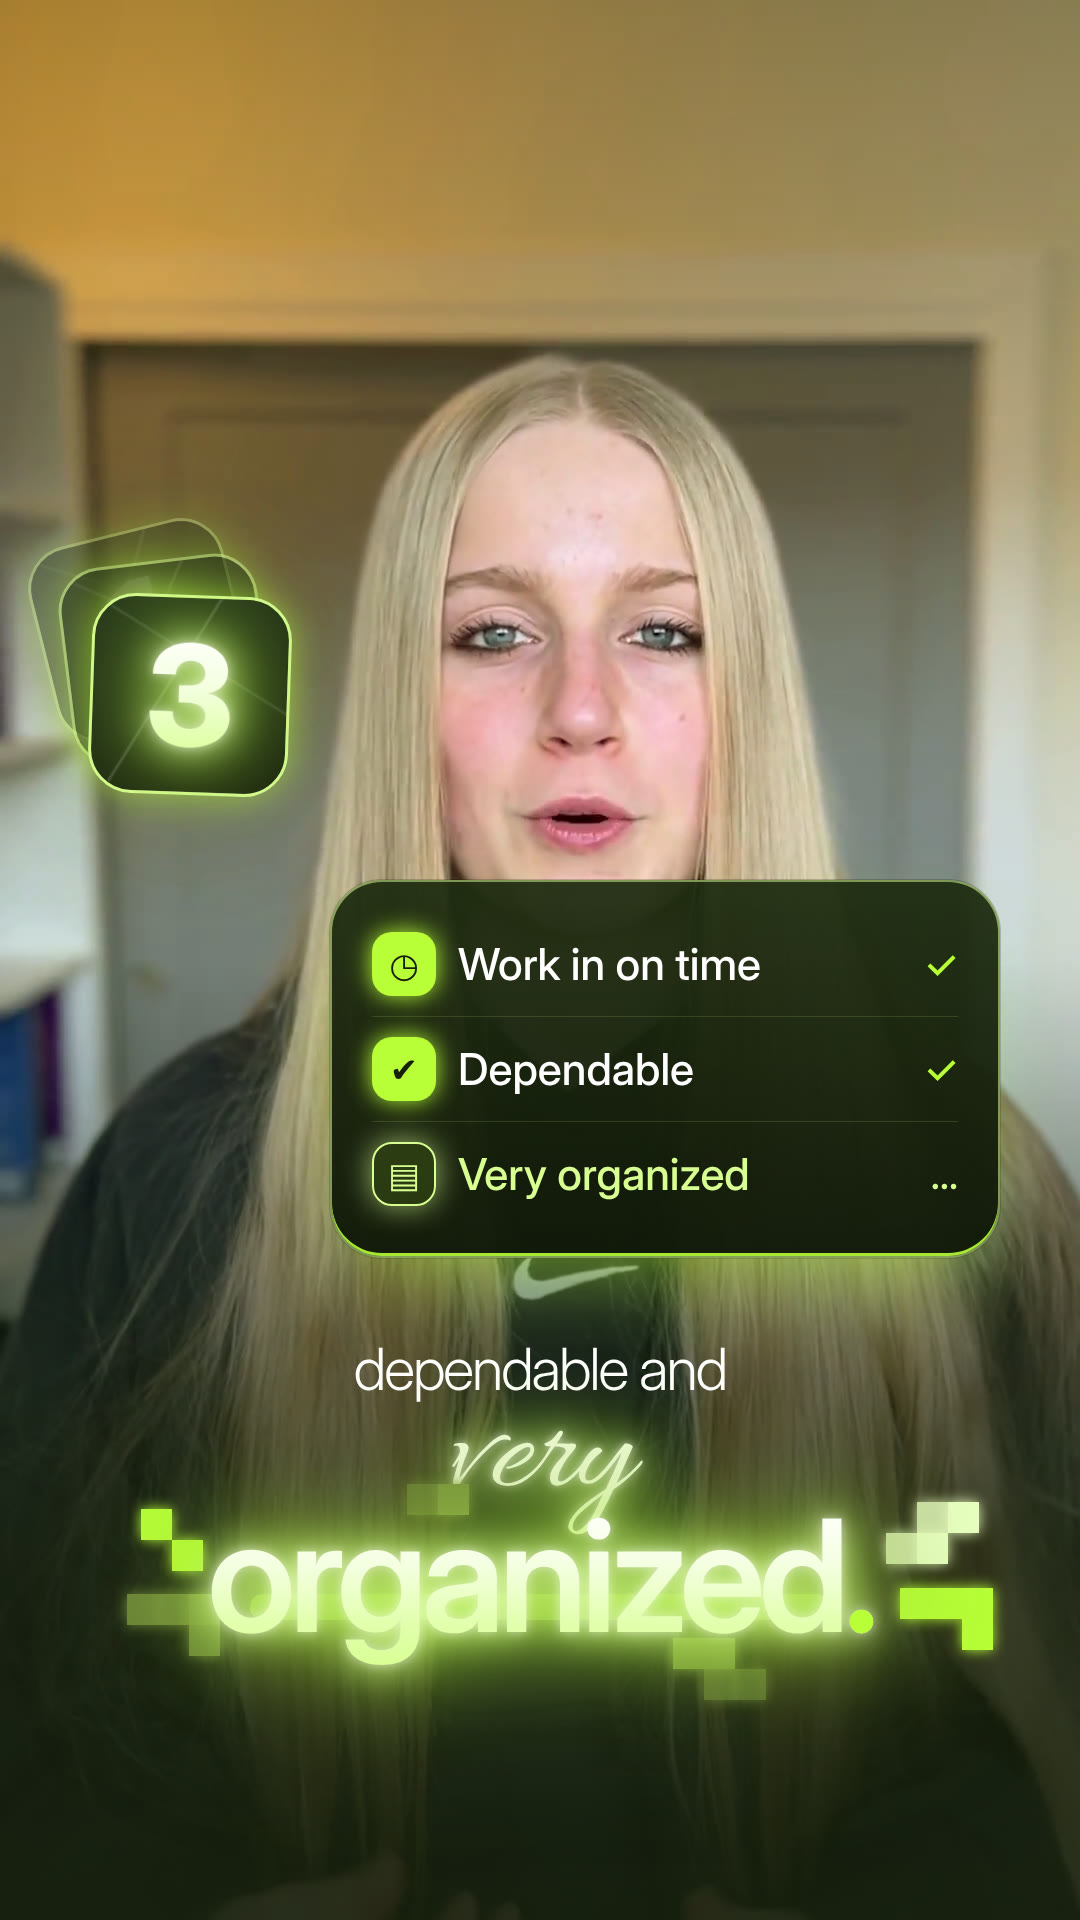 3
Work in on time
Dependable
Very organized
...
dependable and
very
organized.